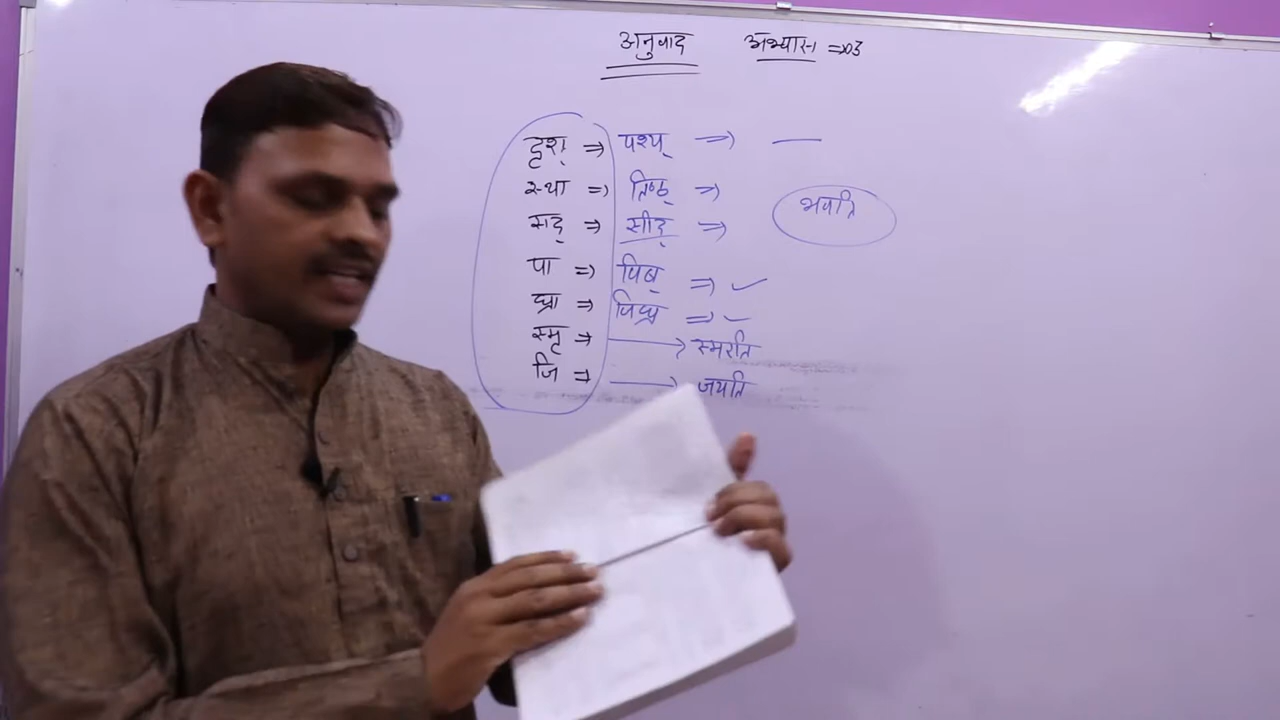 अनुवाद अभ्यास => 03
दृश् => पश्य् =>
स्था => तिष्ठ् =>
भवति
सद् => सीद् =>
पा => पिब् => ✓
घ्रा => जिघ्र => ✓
स्मृ => → स्मरति
जि => → जयति